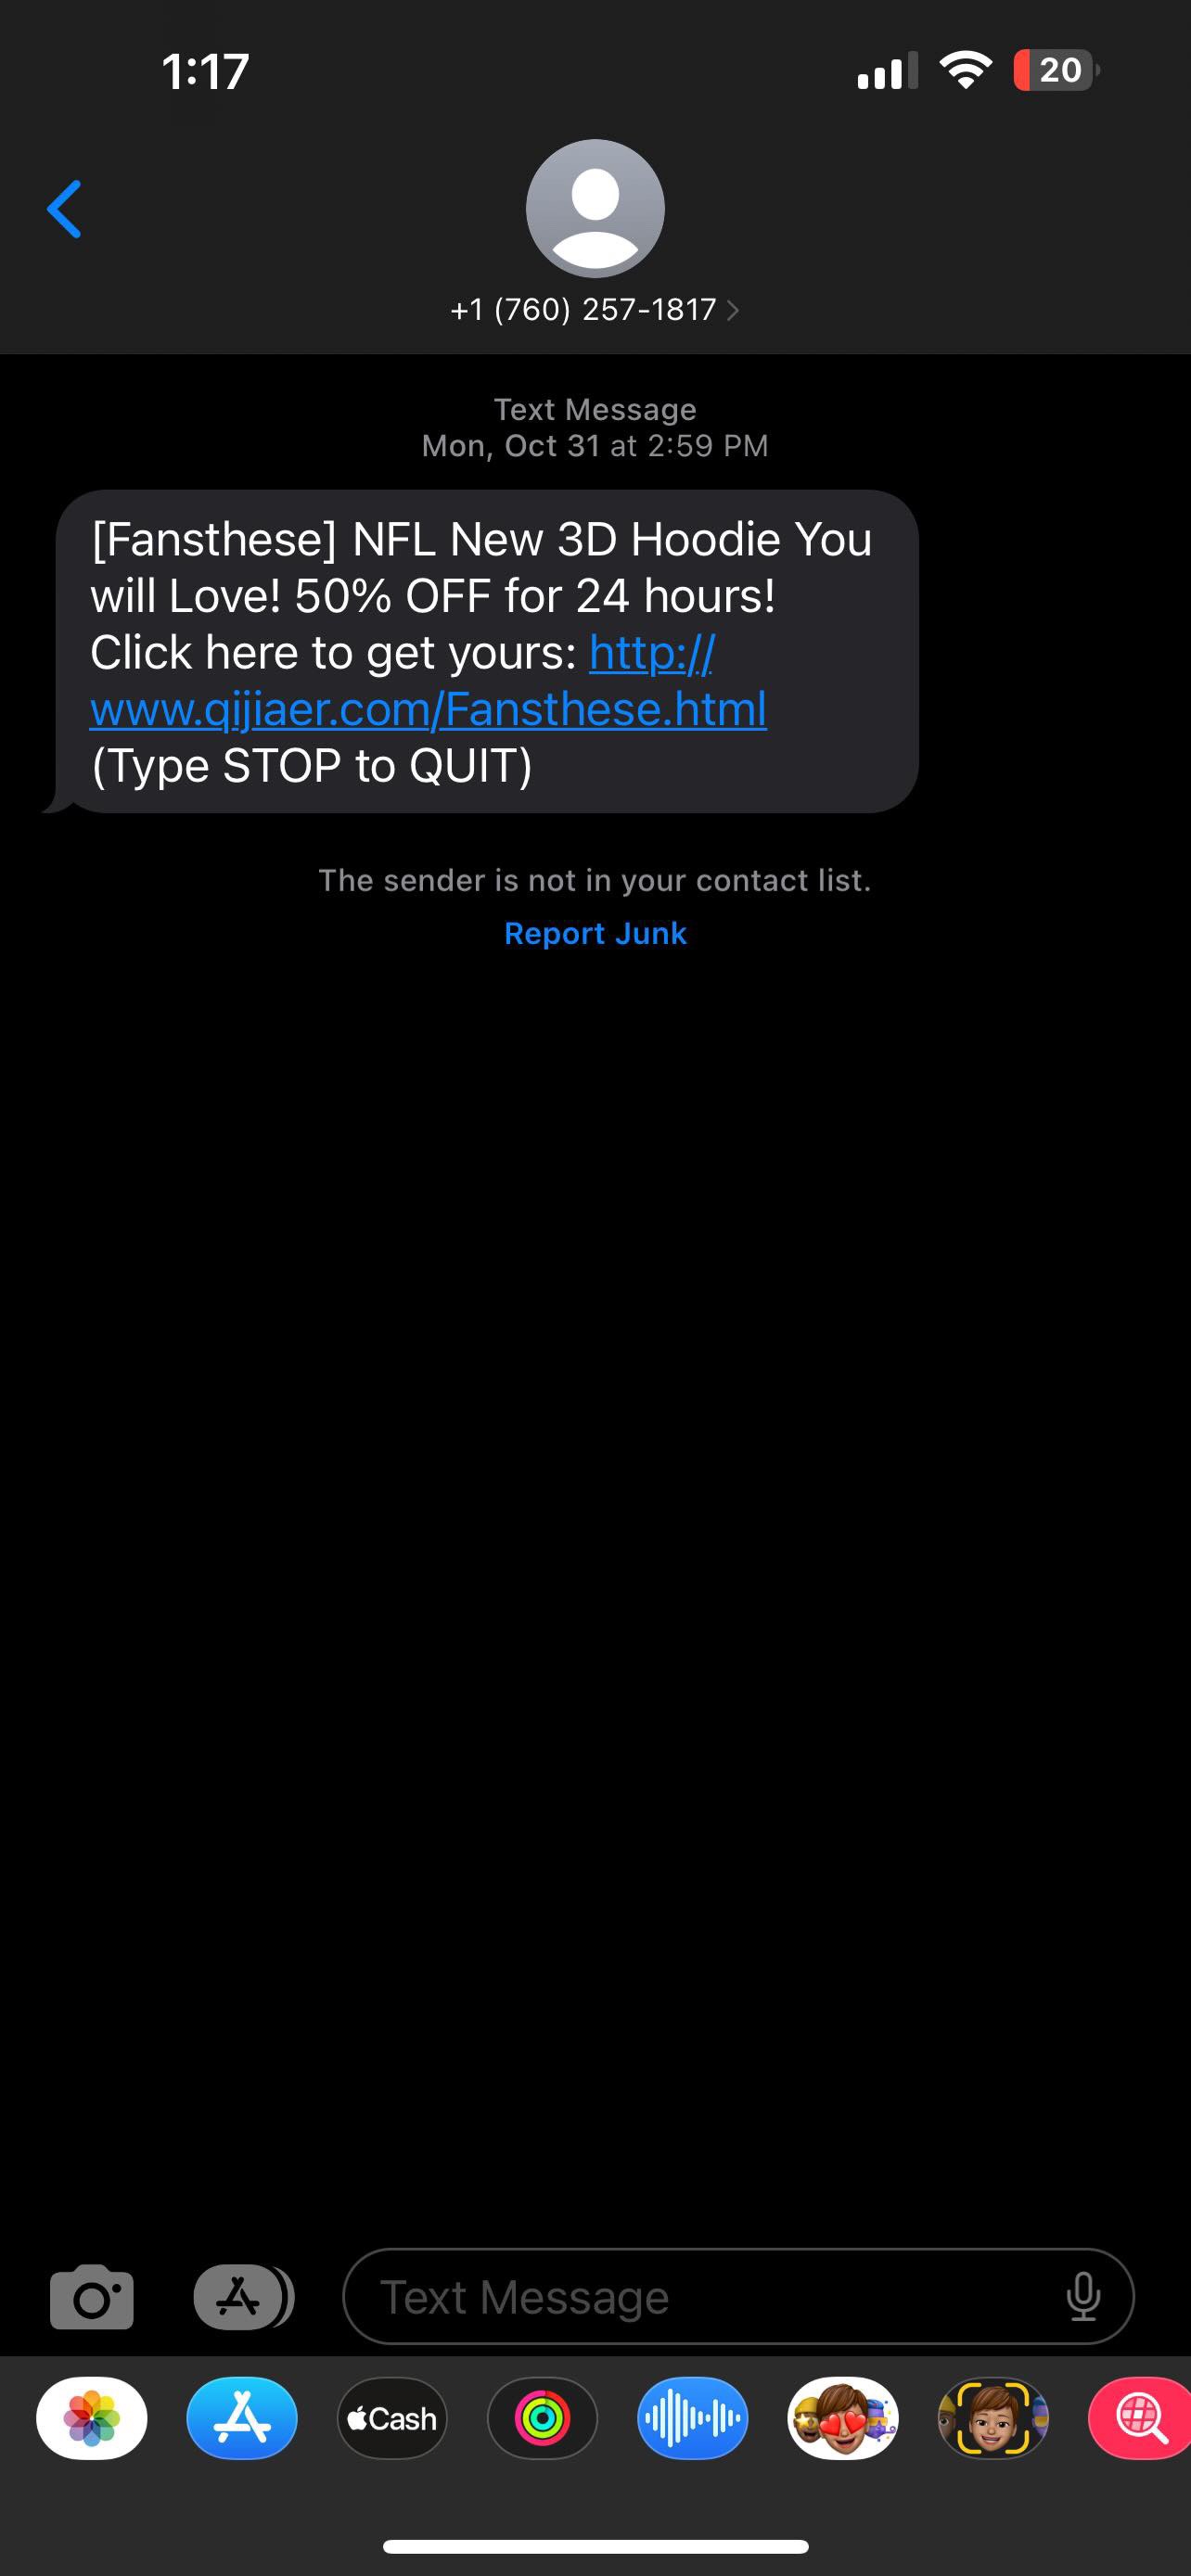 1:17
20
+1 (760) 257-1817
Text Message
Mon, Oct 31 at 2:59 PM
[Fansthese] NFL New 3D Hoodie You
will Love! 50% OFF for 24 hours!
Click here to get yours: http://
www.qijiaer.com/Fansthese.html
(Type STOP to QUIT)
The sender is not in your contact list.
Report Junk
Text Message
Cash